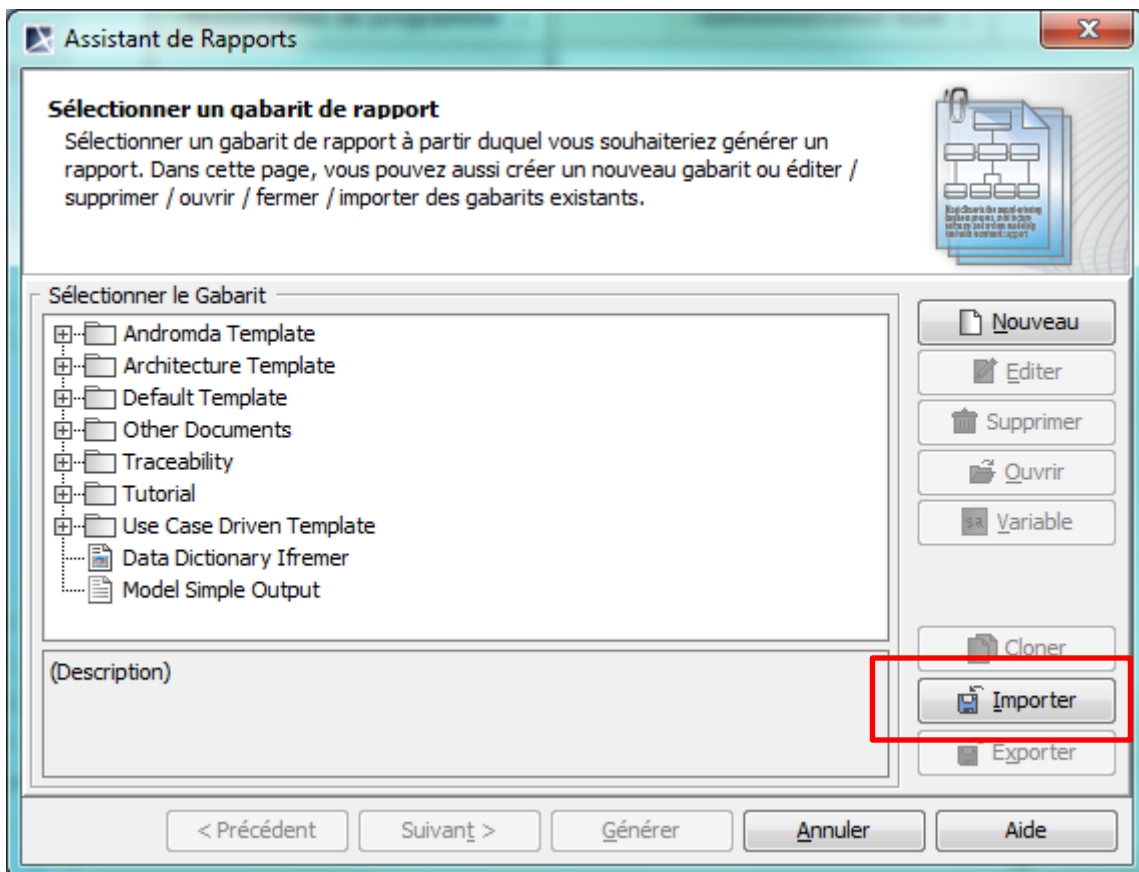 Assistant de Rapports
Sélectionner un gabarit de rapport
Sélectionner un gabarit de rapport à partir duquel vous souhaiteriez générer un
rapport. Dans cette page, vous pouvez aussi créer un nouveau gabarit ou éditer /
supprimer / ouvrir / fermer / importer des gabarits existants.
Sélectionner le Gabarit
Andromda Template
Architecture Template
Default Template
Other Documents
Traceability
Tutorial
Use Case Driven Template
Data Dictionary Ifremer
Model Simple Output
(Description)
Nouveau
Editer
Supprimer
Ouvrir
Variable
Cloner
Importer
Exporter
< Précédent
Suivant >
Générer
Annuler
Aide